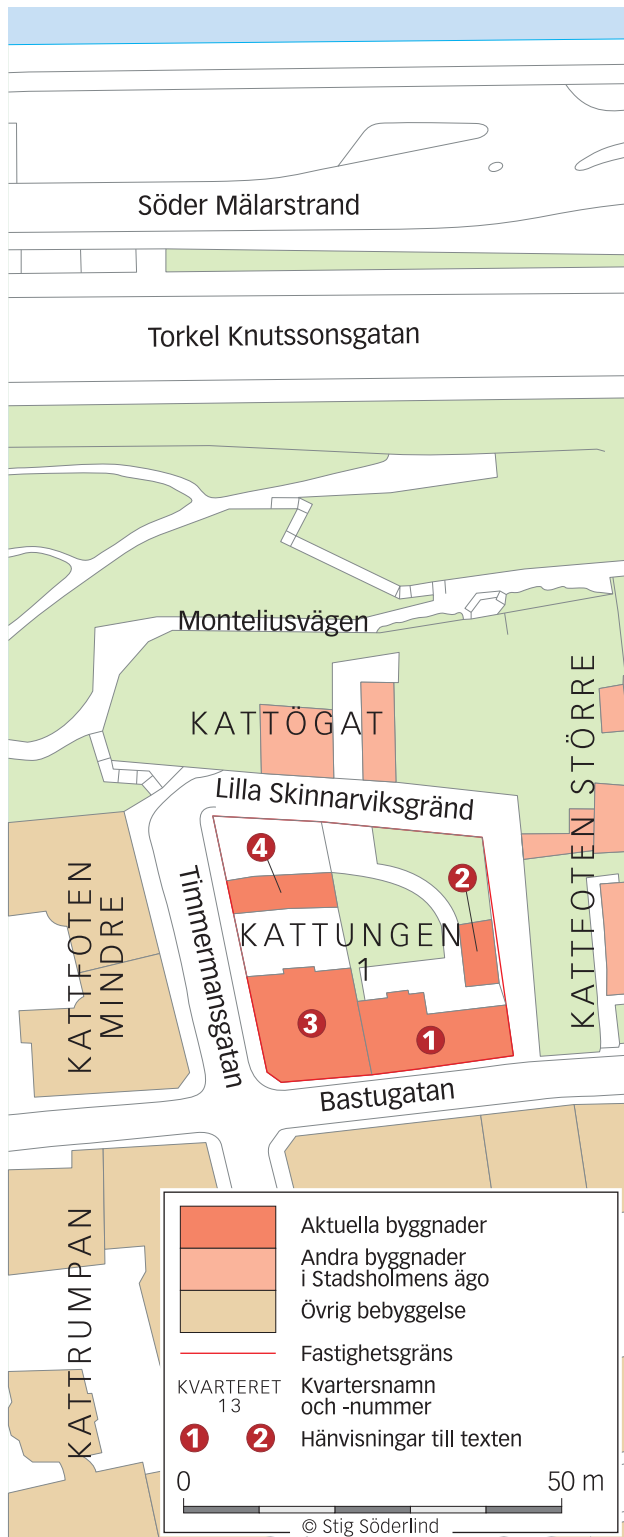 Söder Mälarstrand
Torkel Knutssonsgatan
Monteliusvägen
KATTÖGAT
KATTFOTEN STÖRRE
Lilla Skinnarviksgränd
4
2
Timmermansgatan
KATTFOTEN
MINDRE
KATTUNGEN
1
3
1
Bastugatan
KATTRUMPAN
Aktuella byggnader
Andra byggnader
i Stadsholmens ägo
Övrig bebyggelse
Fastighetsgräns
KVARTERET
13
Kvartersnamn
och -nummer
1 2 Hänvisningar till texten
0 50 m
© Stig Söderlind